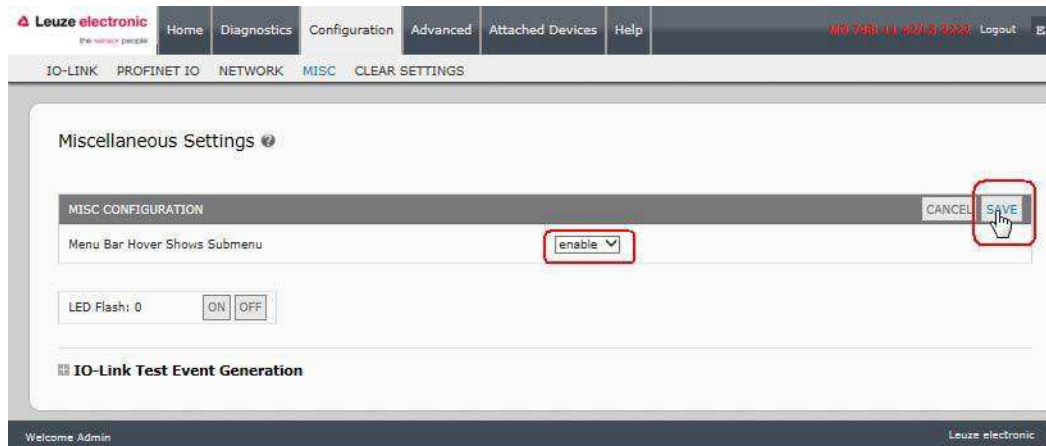 Leuze electronic
the sensor people
Home Diagnostics Configuration Advanced Attached Devices Help Logout E
IO-LINK PROFINET IO NETWORK MISC CLEAR SETTINGS
Miscellaneous Settings ?
MISC CONFIGURATION CANCEL SAVE
Menu Bar Hover Shows Submenu enable
LED Flash: 0 ON OFF
IO-Link Test Event Generation
Welcome Admin Leuze electronic